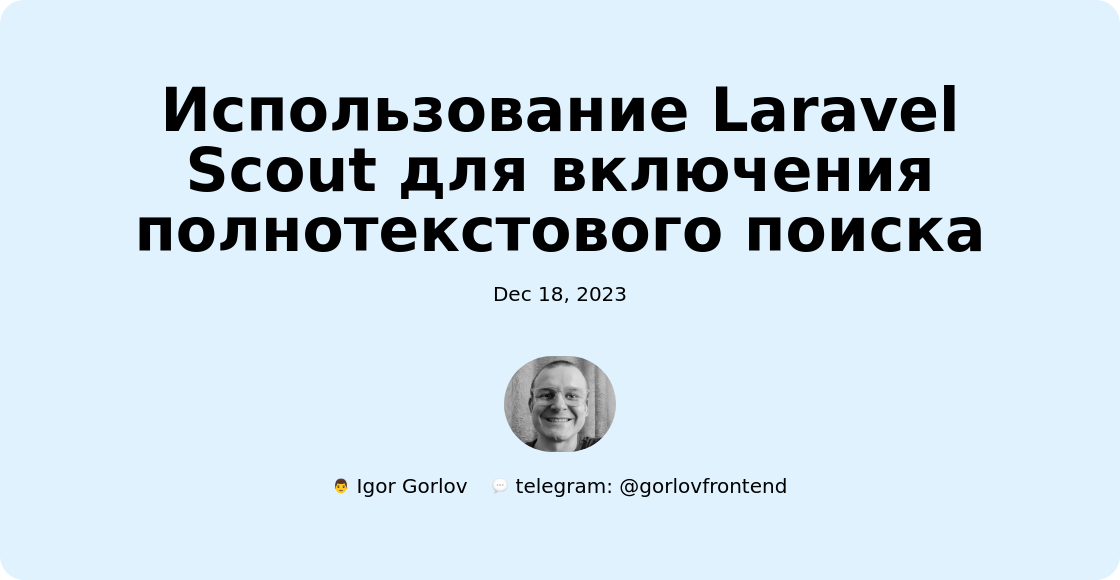 Использование Laravel
Scout для включения
полнотекстового поиска
Dec 18, 2023
Igor Gorlov telegram: @gorlovfrontend